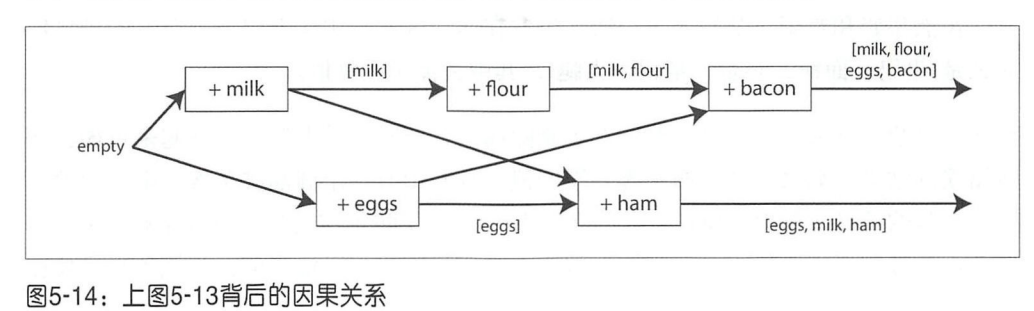 [milk, flour,
eggs, bacon]
[milk]
[milk, flour]
+ milk
+ flour
+ bacon
empty
+ eggs
+ ham
[eggs]
[eggs, milk, ham]
图5-14：上图5-13背后的因果关系